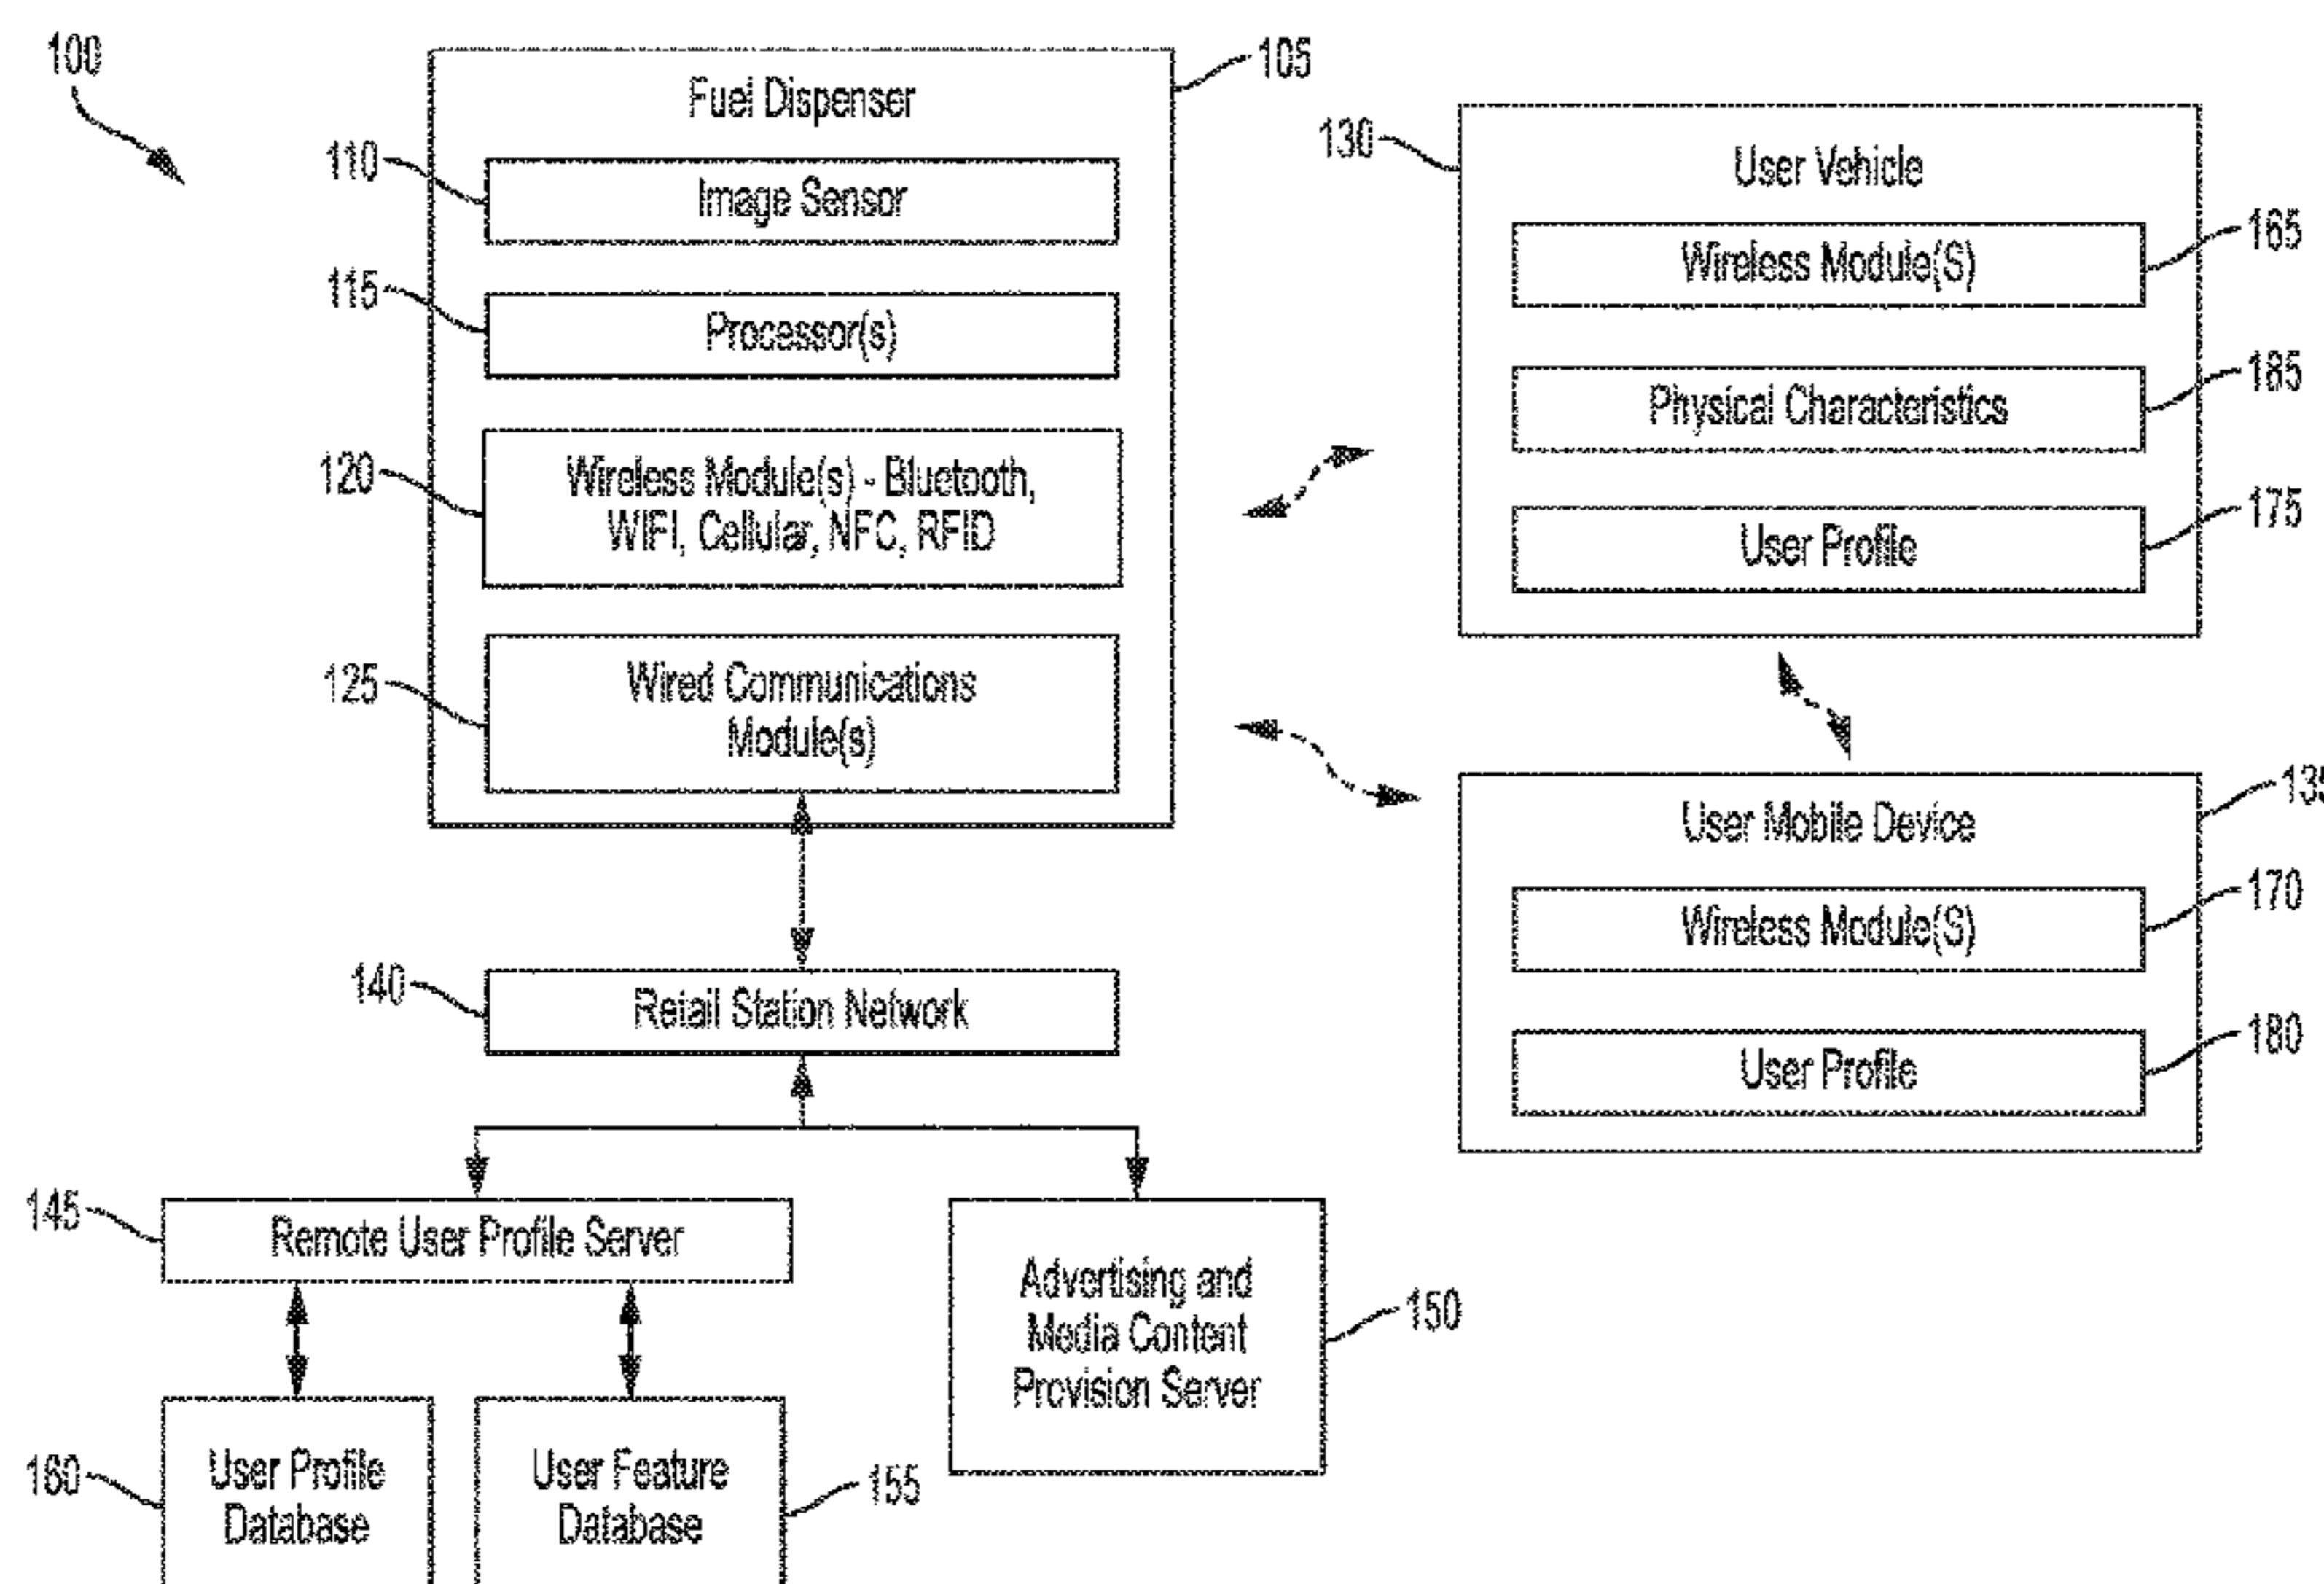 100
Fuel Dispenser
105
110
Image Sensor
115
Processor(s)
120
Wireless Module(s) - Bluetooth,
WIFI, Cellular, NFC, RFID
125
Wired Communications
Module(s)
130
User Vehicle
Wireless Module(S)
165
Physical Characteristics
185
User Profile
175
User Mobile Device
135
Wireless Module(S)
170
User Profile
180
140
Retail Station Network
145
Remote User Profile Server
Advertising and
Media Content
Provision Server
150
160
User Profile
Database
User Feature
Database
155